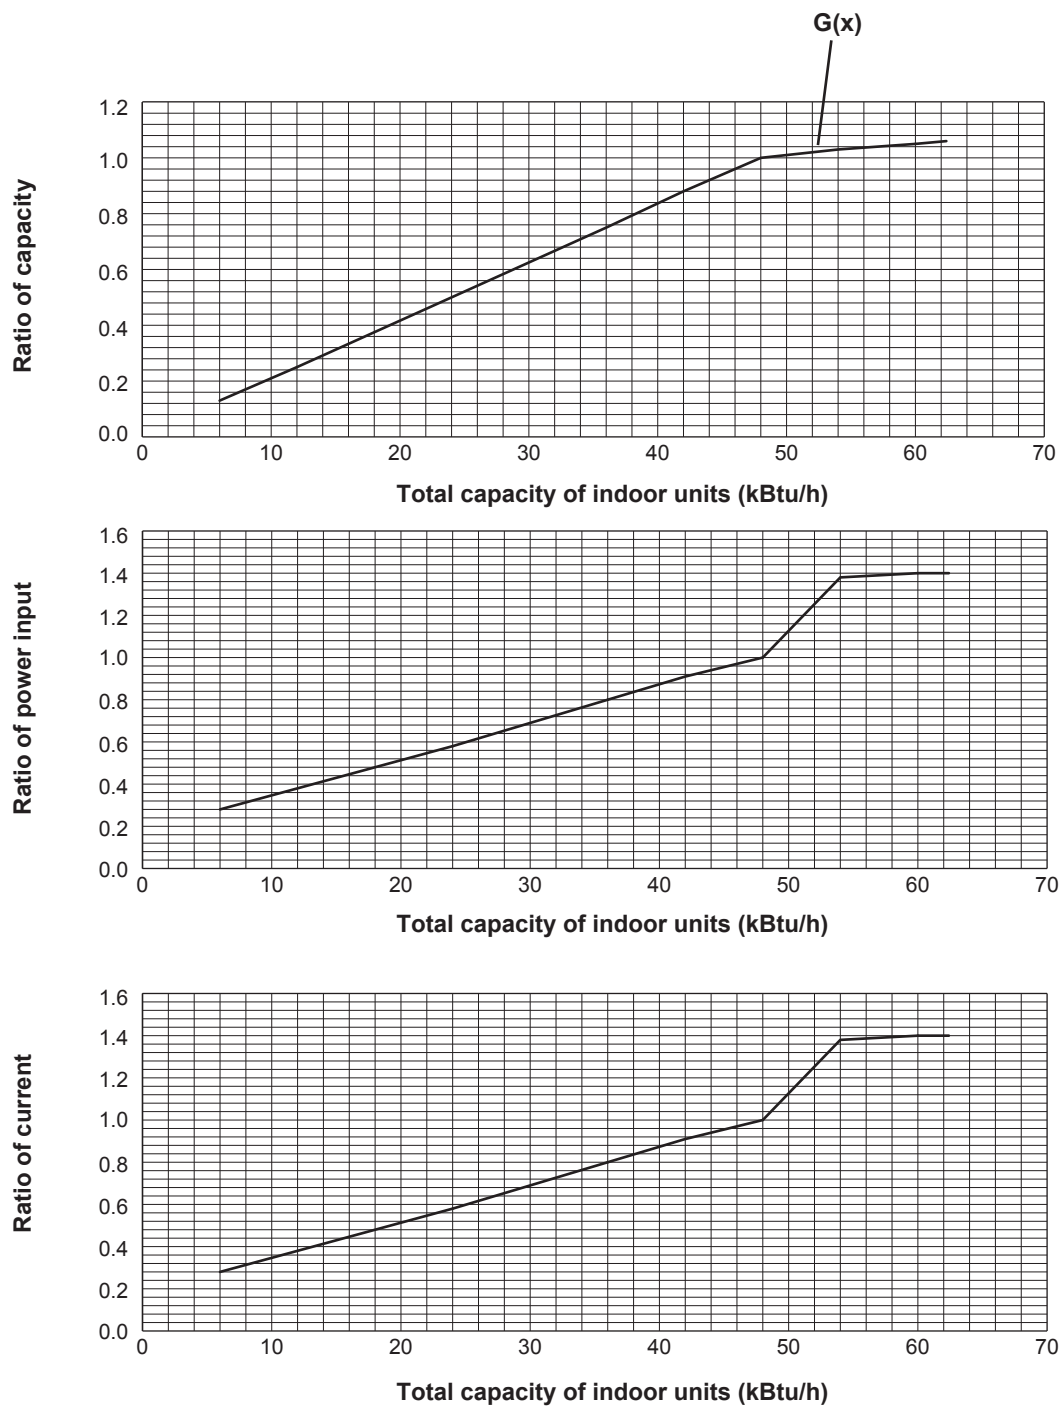 G(x)
Ratio of capacity
1.2
1.0
0.8
0.6
0.4
0.2
0.0
0 10 20 30 40 50 60 70
Total capacity of indoor units (kBtu/h)
Ratio of power input
1.6
1.4
1.2
1.0
0.8
0.6
0.4
0.2
0.0
0 10 20 30 40 50 60 70
Total capacity of indoor units (kBtu/h)
Ratio of current
1.6
1.4
1.2
1.0
0.8
0.6
0.4
0.2
0.0
0 10 20 30 40 50 60 70
Total capacity of indoor units (kBtu/h)